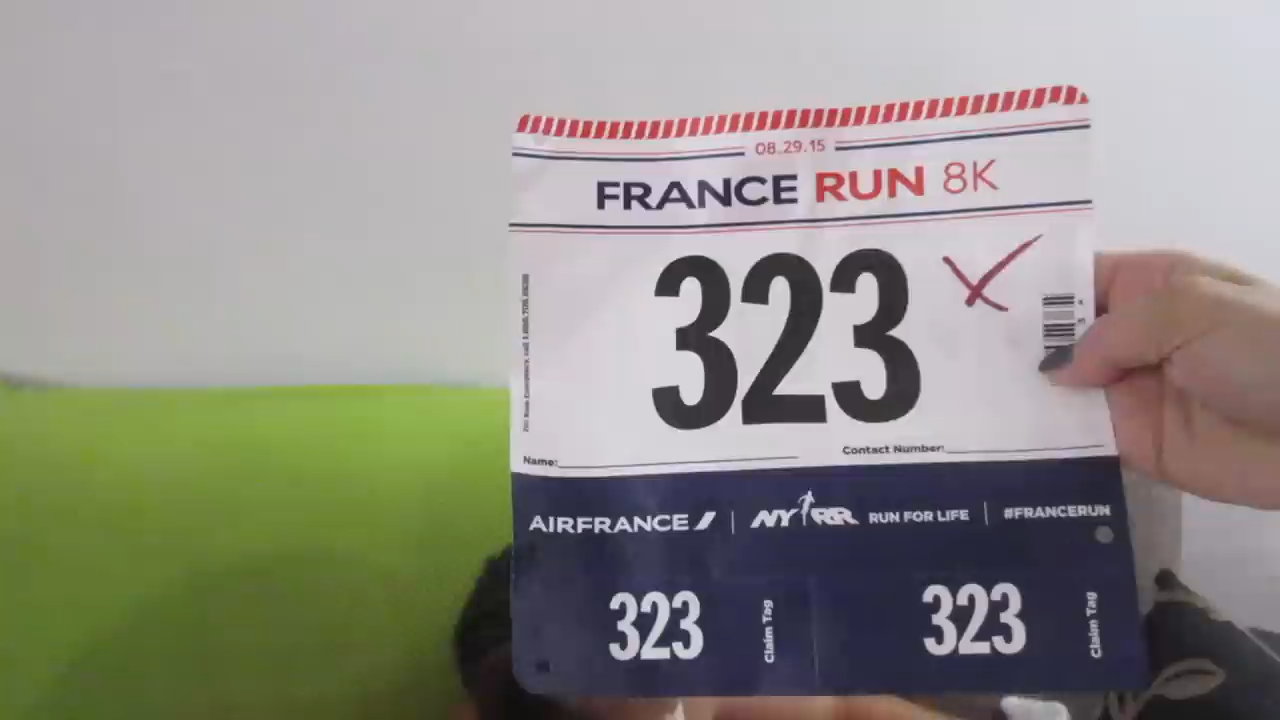 08.29.15
FRANCE RUN 8K
323
Name:
Contact Number:
AIRFRANCE
NYRR RUN FOR LIFE
#FRANCERUN
323 Claim Tag
323 Claim Tag